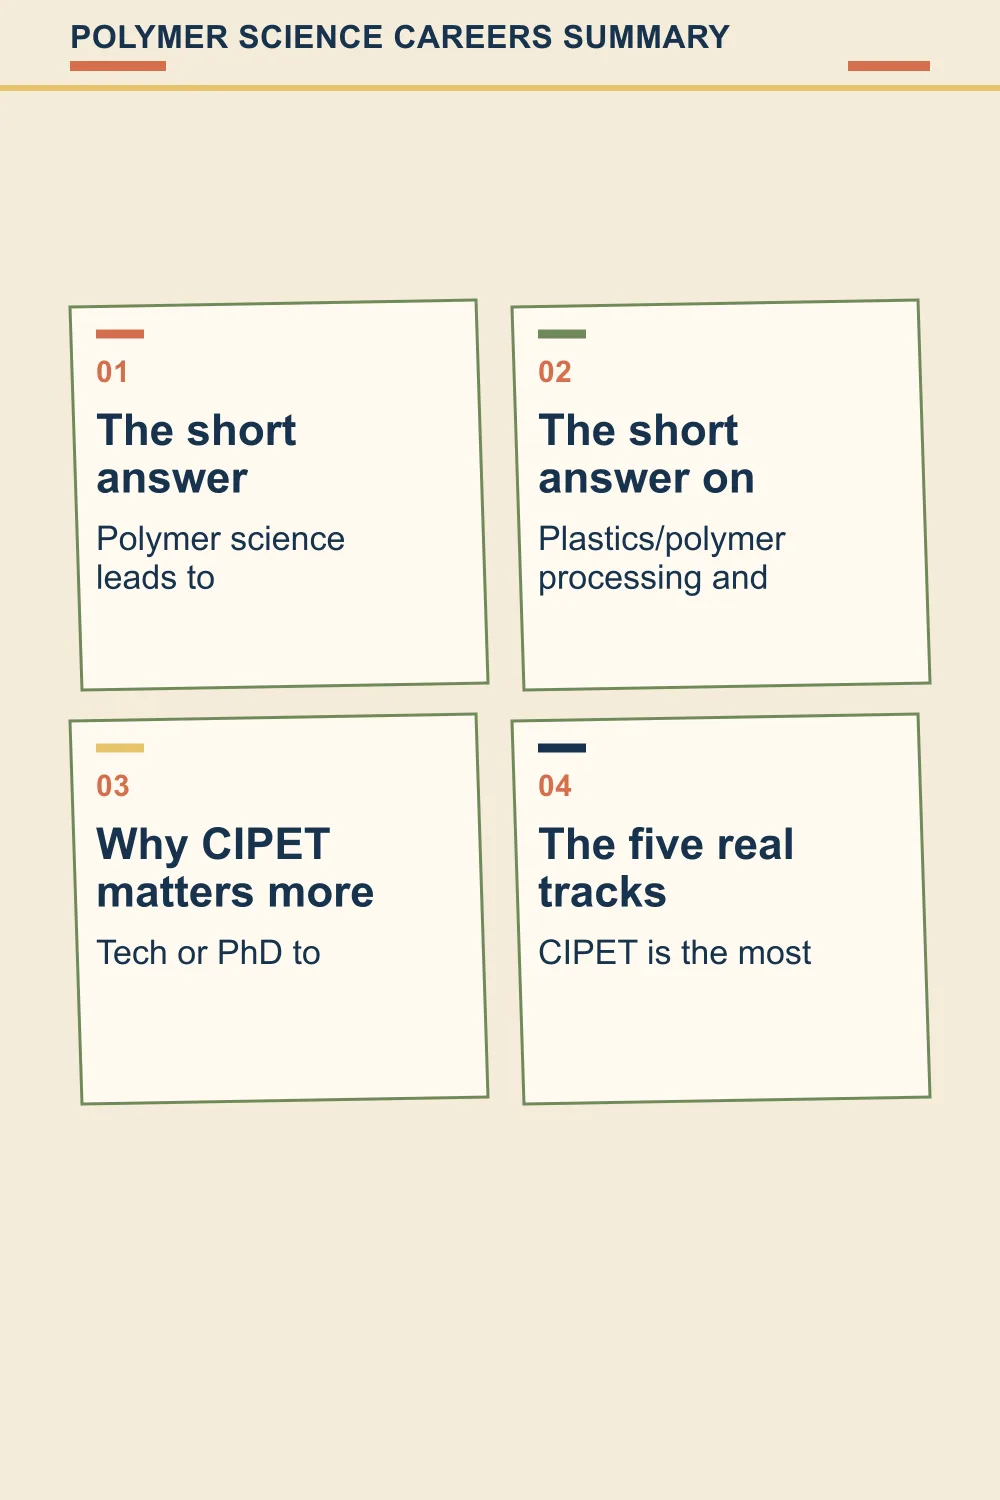 POLYMER SCIENCE CAREERS SUMMARY
01
The short
answer
Polymer science
leads to
02
The short
answer on
Plastics/polymer
processing and
03
Why CIPET
matters more
Tech or PhD to
04
The five real
tracks
CIPET is the most